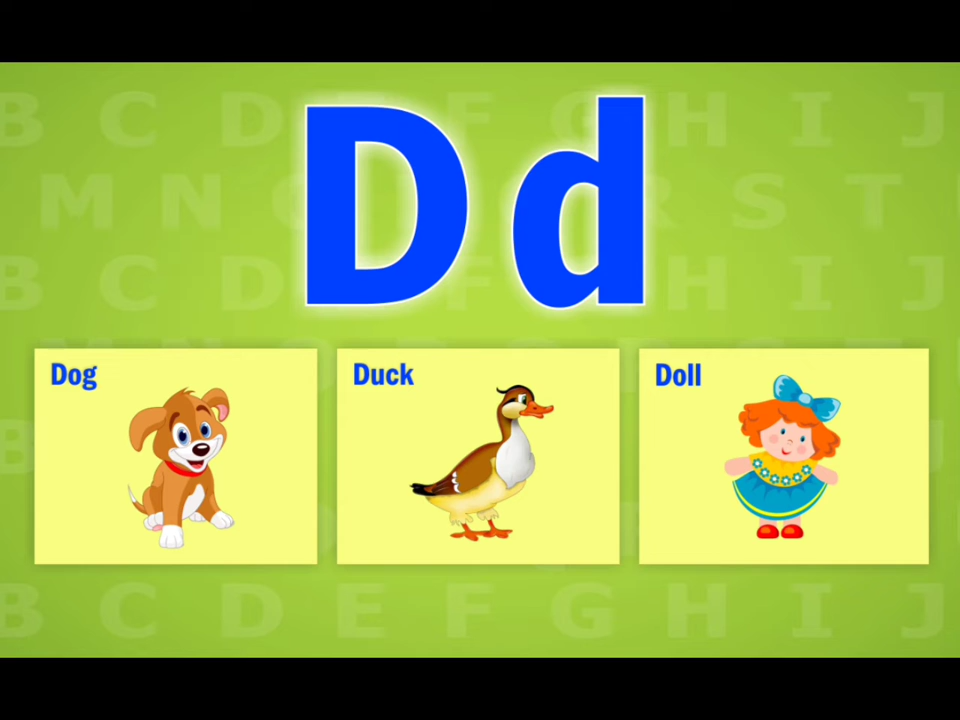 B C D E F G H I J
M N Q R S T
Dd
B C D F H I J
Dog Duck Doll
B C D E F G H I J